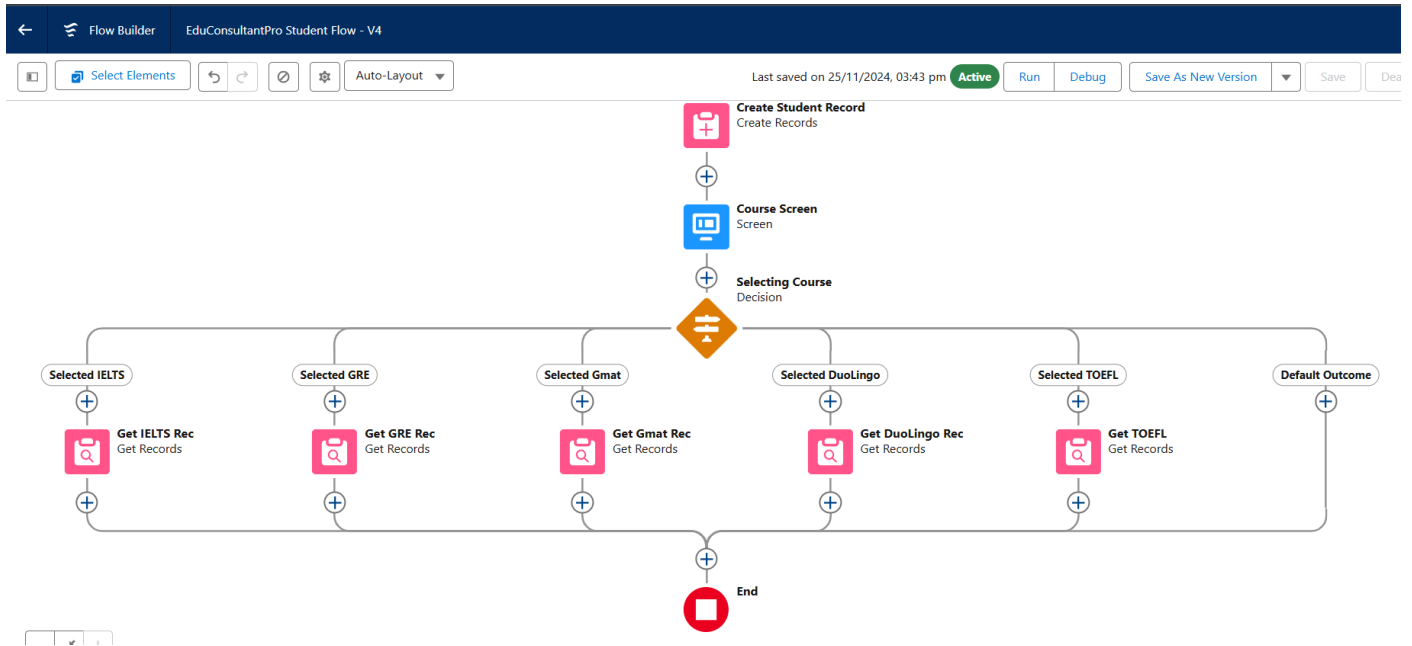 Flow Builder EduConsultantPro Student Flow - V4
Select Elements Auto-Layout Last saved on 25/11/2024, 03:43 pm Active Run Debug Save As New Version Save Dea
Create Student Record
Create Records
Course Screen
Screen
Selecting Course
Decision
Selected IELTS Selected GRE Selected Gmat Selected DuoLingo Selected TOEFL Default Outcome
Get IELTS Rec Get GRE Rec Get Gmat Rec Get DuoLingo Rec Get TOEFL
Get Records Get Records Get Records Get Records Get Records
End